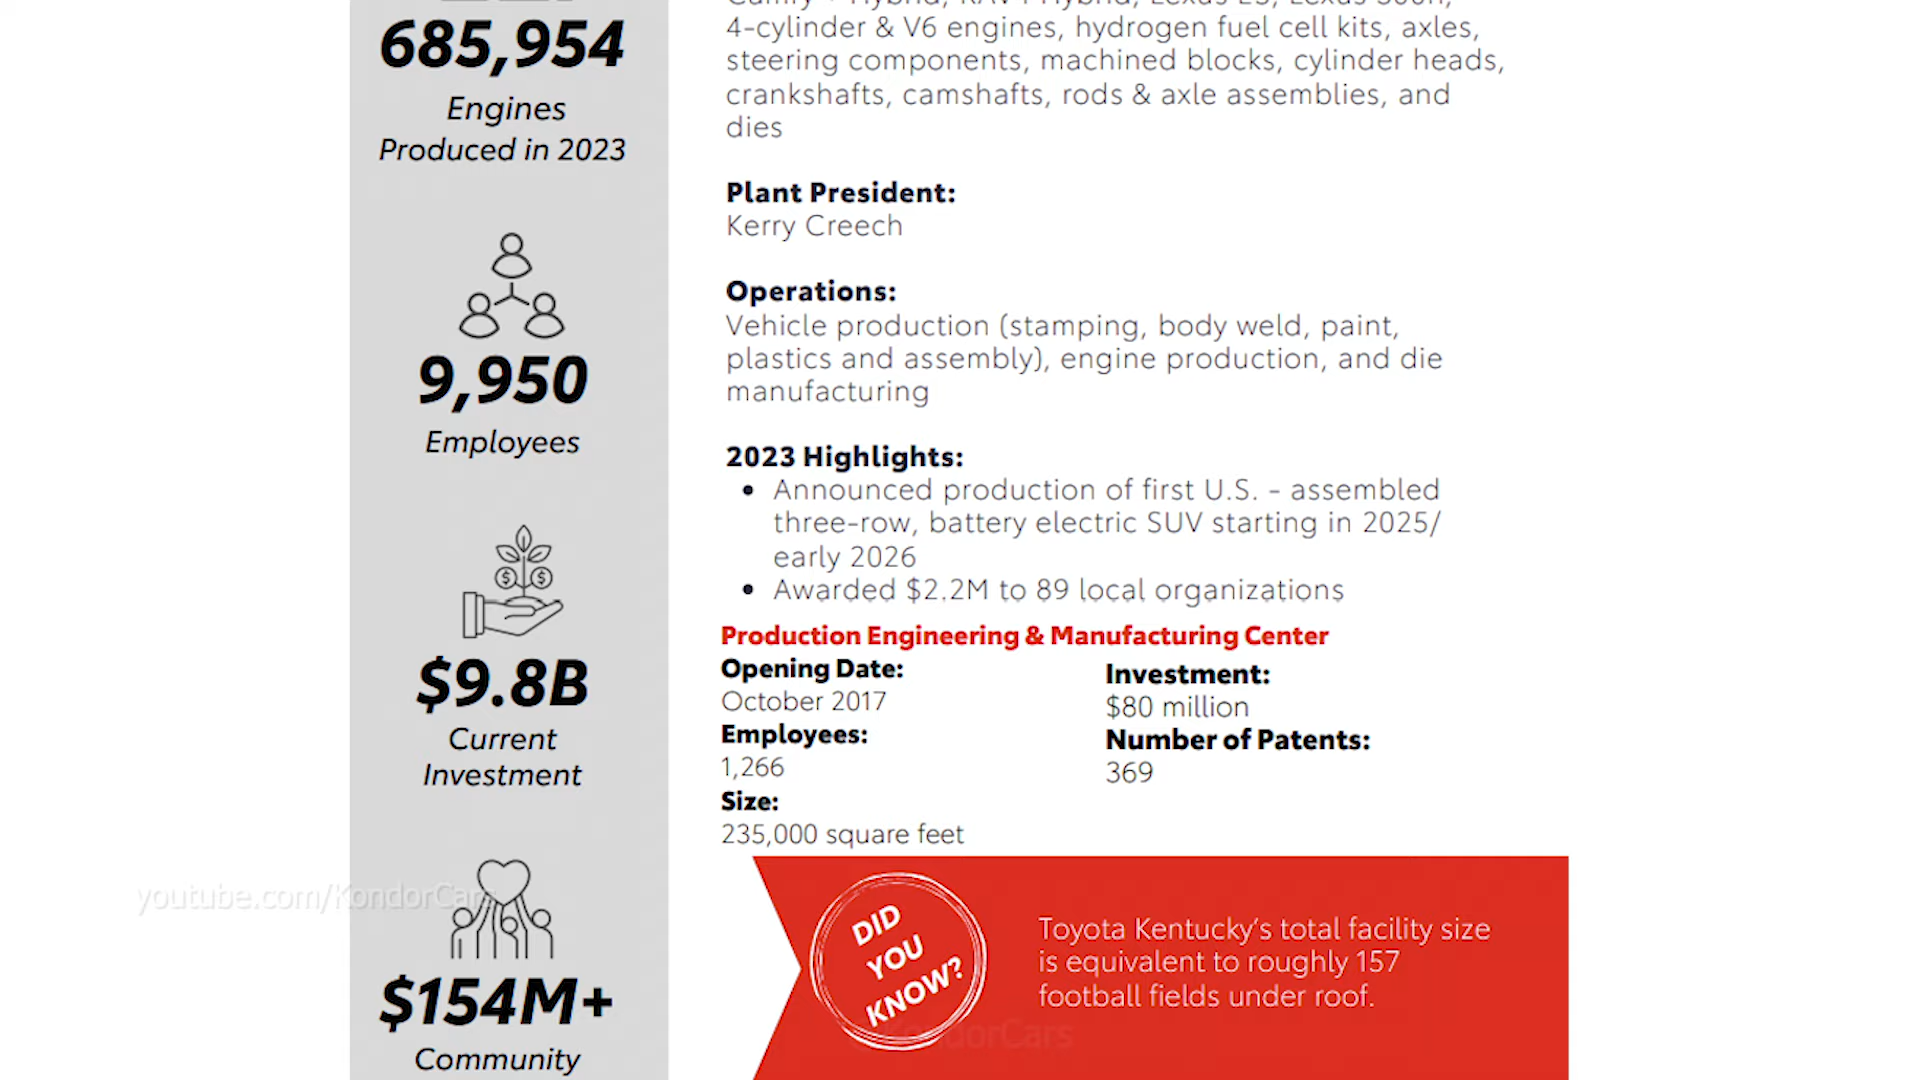 685,954
Engines
Produced in 2023
9,950
Employees
$9.8B
Current
Investment
$154M+
Community
4-cylinder & V6 engines, hydrogen fuel cell kits, axles,
steering components, machined blocks, cylinder heads,
crankshafts, camshafts, rods & axle assemblies, and
dies
Plant President:
Kerry Creech
Operations:
Vehicle production (stamping, body weld, paint,
plastics and assembly), engine production, and die
manufacturing
2023 Highlights:
• Announced production of first U.S. - assembled
three-row, battery electric SUV starting in 2025/
early 2026
• Awarded $2.2M to 89 local organizations
Production Engineering & Manufacturing Center
Opening Date:
October 2017
Employees:
1,266
Size:
235,000 square feet
Investment:
$80 million
Number of Patents:
369
DID
YOU
KNOW?
Toyota Kentucky's total facility size
is equivalent to roughly 157
football fields under roof.
youtube.com/KondorCars
KondorCars